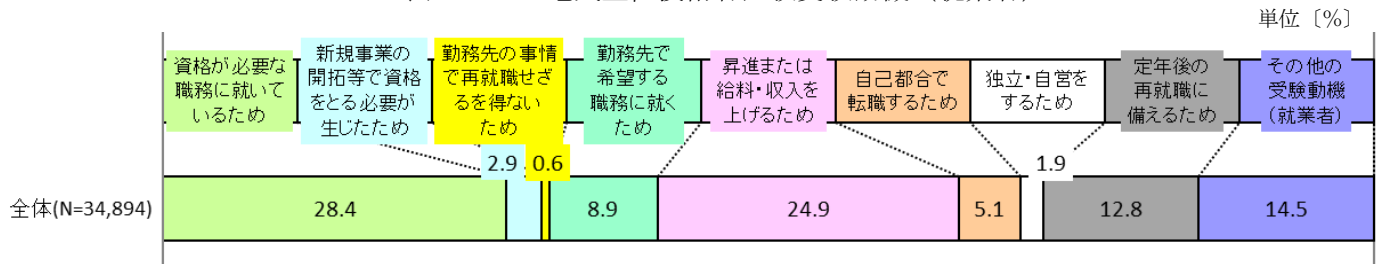 単位〔%〕
資格が必要な
職務に就いて
いるため
新規事業の
開拓等で資格
をとる必要が
生じたため
勤務先の事情
で再就職せざ
るを得ない
ため
勤務先で
希望する
職務に就く
ため
昇進または
給料・収入を
上げるため
自己都合で
転職するため
独立・自営を
するため
定年後の
再就職に
備えるため
その他の
受験動機
(就業者)
2.9
0.6
1.9
全体(N=34,894)
28.4
8.9
24.9
5.1
12.8
14.5